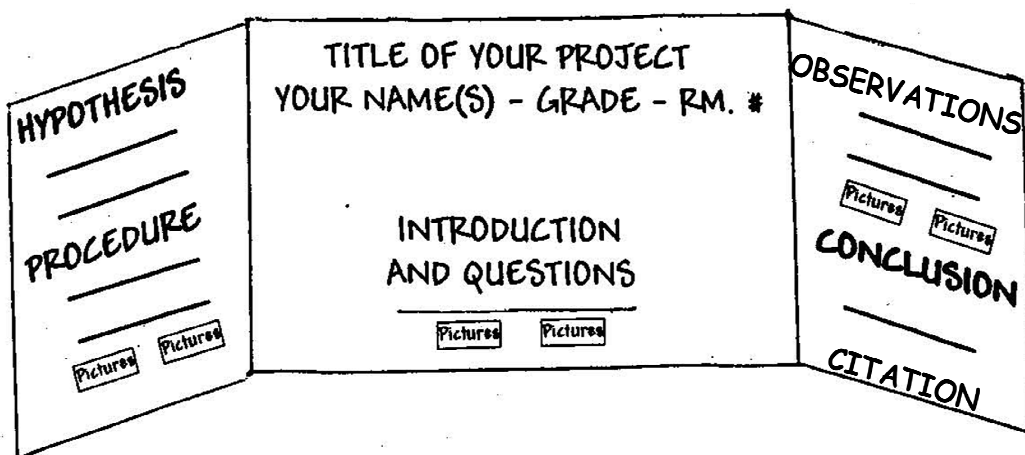 HYPOTHESIS
PROCEDURE
Pictures
Pictures
TITLE OF YOUR PROJECT
YOUR NAME(S) - GRADE - RM. #
INTRODUCTION
AND QUESTIONS
Pictures
Pictures
OBSERVATIONS
Pictures
Pictures
CONCLUSION
CITATION